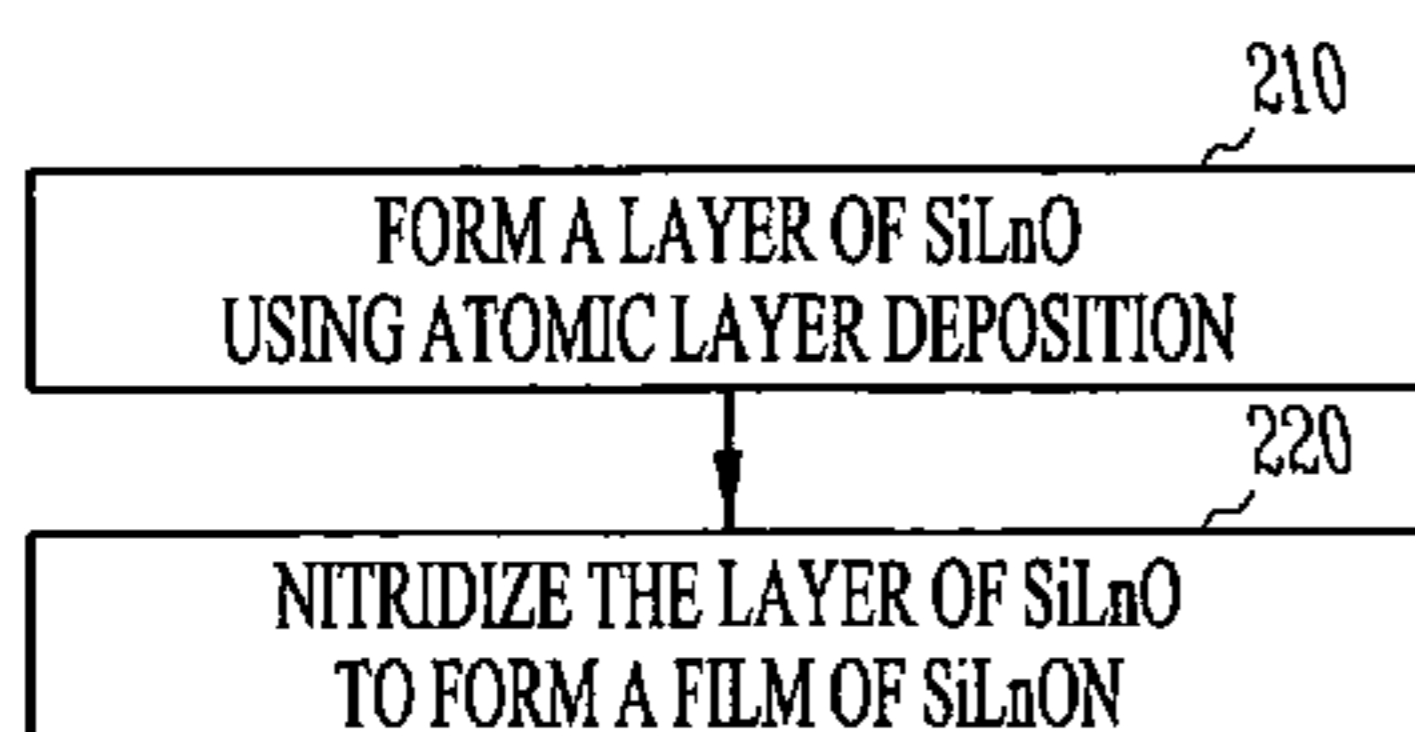 210
FORM A LAYER OF SiLnO
USING ATOMIC LAYER DEPOSITION
220
NITRIDIZE THE LAYER OF SiLnO
TO FORM A FILM OF SiLnON